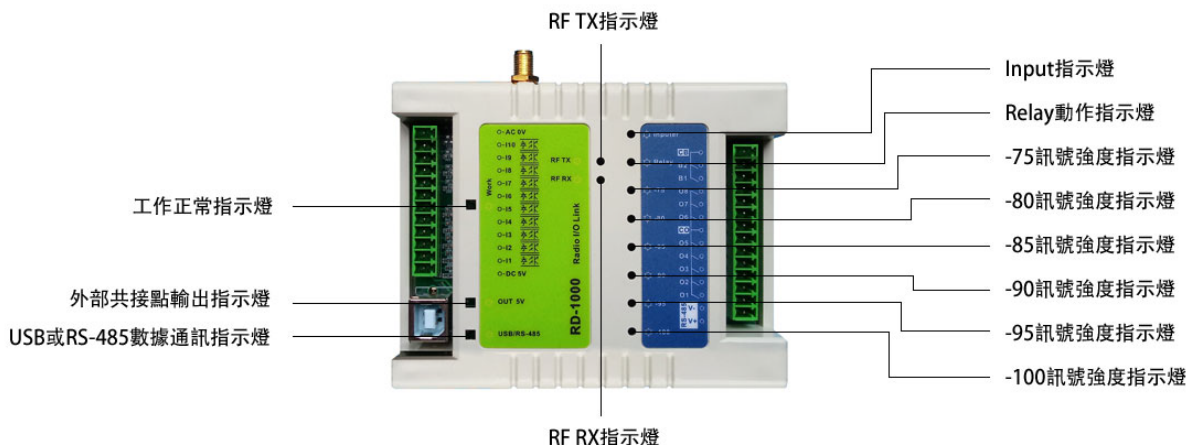 RF TX指示燈
Input指示燈
Relay動作指示燈
-75訊號強度指示燈
-80訊號強度指示燈
-85訊號強度指示燈
-90訊號強度指示燈
-95訊號強度指示燈
-100訊號強度指示燈
工作正常指示燈
外部共接點輸出指示燈
USB或RS-485數據通訊指示燈
RF RX指示燈
AC 0V
I10
I9
I8
I7
I6
I5
I4
I3
I2
I1
DC 5V
OUT 5V
USB/RS-485
Work
RF TX
RF RX
Radio I/O Link
RD-1000
Relay
-100
B1
O7
O5
O4
O3
O2
O1
RS-485
V-
V+